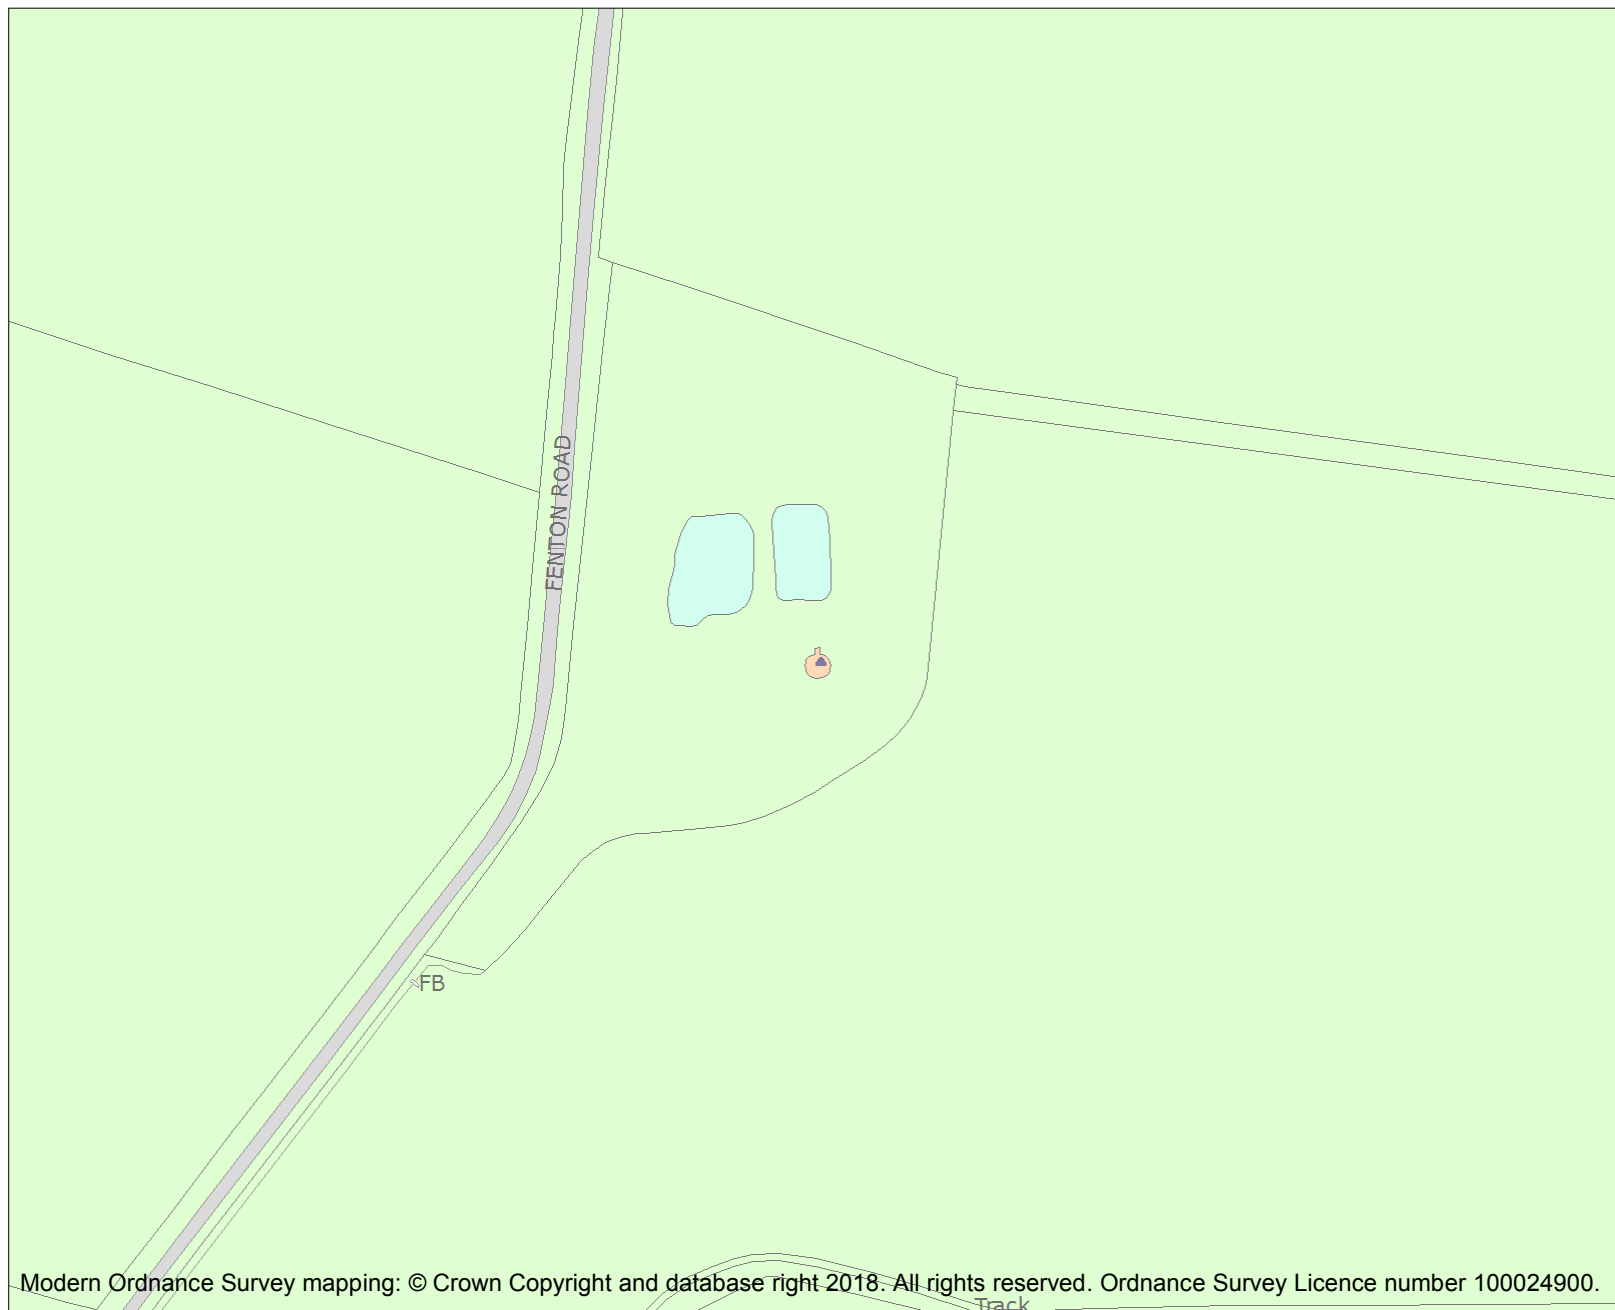 FENTON ROAD
FB
Modern Ordnance Survey mapping: © Crown Copyright and database right 2018. All rights reserved. Ordnance Survey Licence number 100024900.
Track